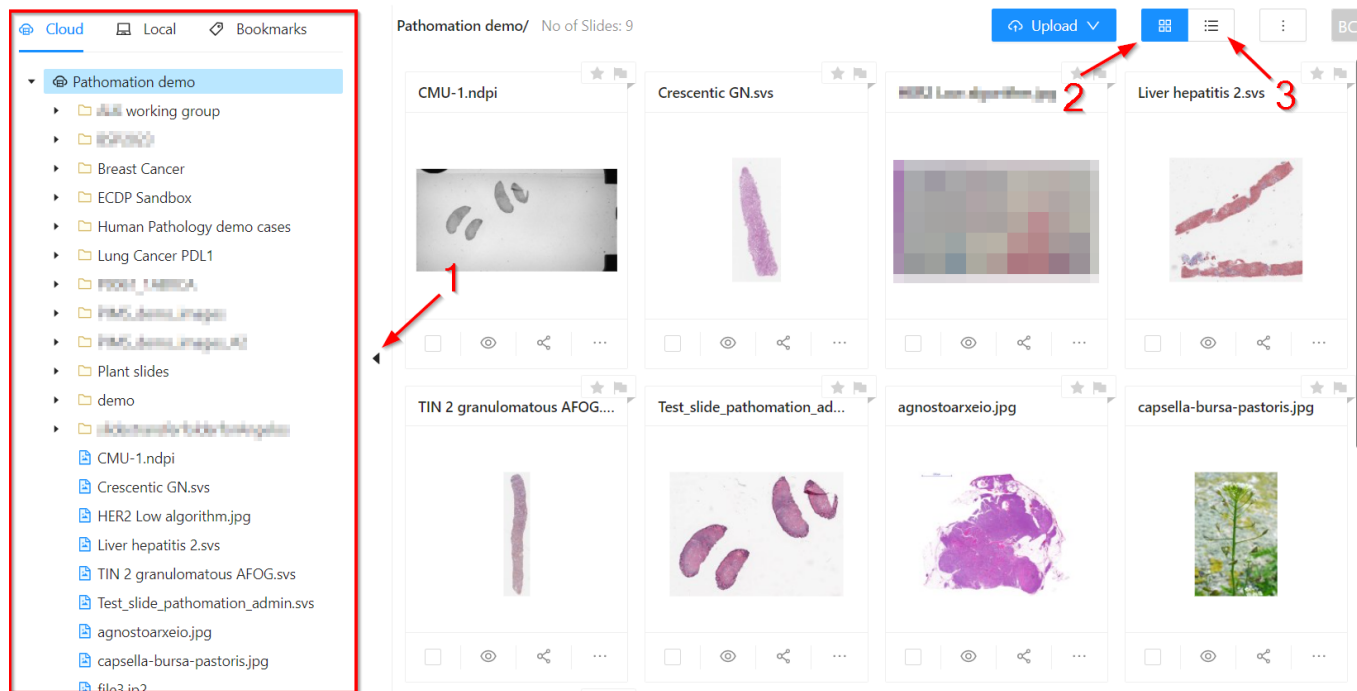 Cloud Local Bookmarks
Pathomation demo
working group
Breast Cancer
ECDP Sandbox
Human Pathology demo cases
Lung Cancer PDL1
Plant slides
demo
CMU-1.ndpi
Crescentic GN.svs
HER2 Low algorithm.jpg
Liver hepatitis 2.svs
TIN 2 granulomatous AFOG.svs
Test_slide_pathomation_admin.svs
agnostoarxeio.jpg
capsella-bursa-pastoris.jpg
file3.jp2
1
Pathomation demo/ No of Slides: 9
Upload
BC
2
3
CMU-1.ndpi
Crescentic GN.svs
Liver hepatitis 2.svs
TIN 2 granulomatous AFOG....
Test_slide_pathomation_ad...
agnostoarxeio.jpg
capsella-bursa-pastoris.jpg